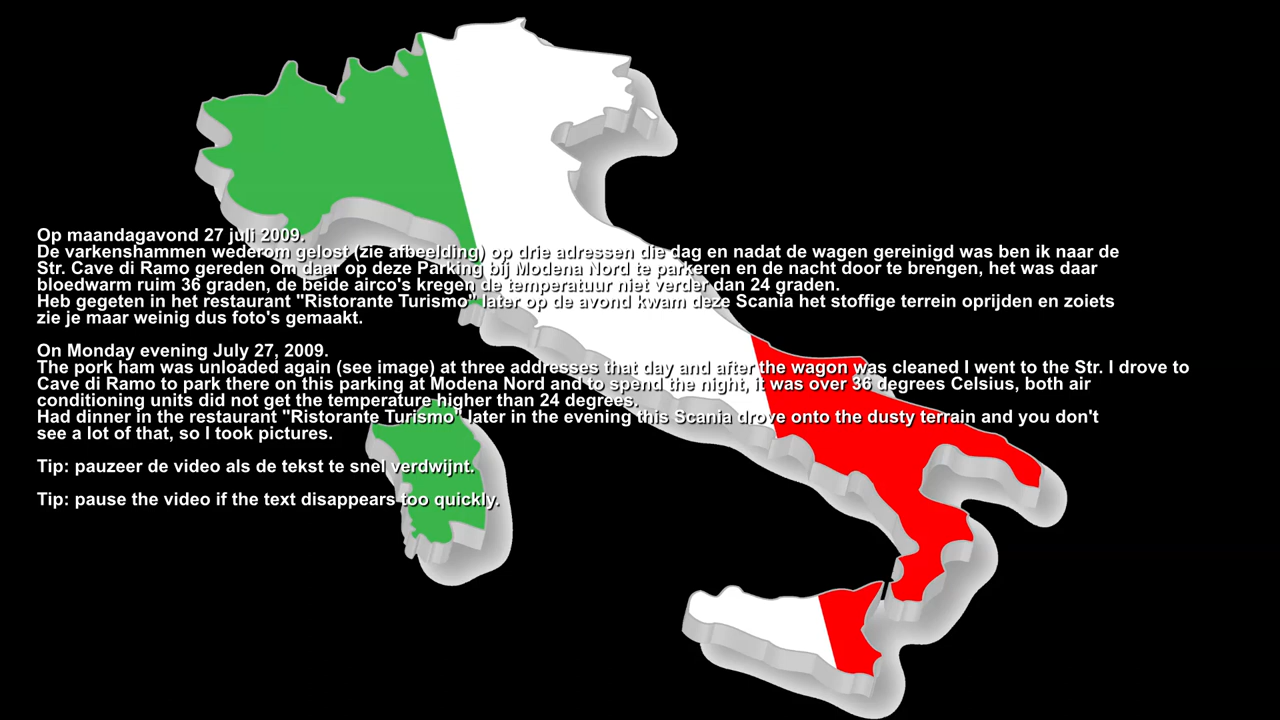 Op maandagavond 27 juli 2009.
De varkenshammen wederom gelost (zie afbeelding) op drie adressen die dag en nadat de wagen gereinigd was ben ik naar de
Str. Cave di Ramo gereden om daar op deze Parking bij Modena Nord te parkeren en de nacht door te brengen, het was daar
bloedwarm ruim 36 graden, de beide airco's kregen de temperatuur niet verder dan 24 graden.
Heb gegeten in het restaurant "Ristorante Turismo" later op de avond kwam deze Scania het stoffige terrein oprijden en zoiets
zie je maar weinig dus foto's gemaakt.
On Monday evening July 27, 2009.
The pork ham was unloaded again (see image) at three addresses that day and after the wagon was cleaned I went to the Str. I drove to
Cave di Ramo to park there on this parking at Modena Nord and to spend the night, it was over 36 degrees Celsius, both air
conditioning units did not get the temperature higher than 24 degrees.
Had dinner in the restaurant "Ristorante Turismo" later in the evening this Scania drove onto the dusty terrain and you don't
see a lot of that, so I took pictures.
Tip: pauzeer de video als de tekst te snel verdwijnt.
Tip: pause the video if the text disappears too quickly.